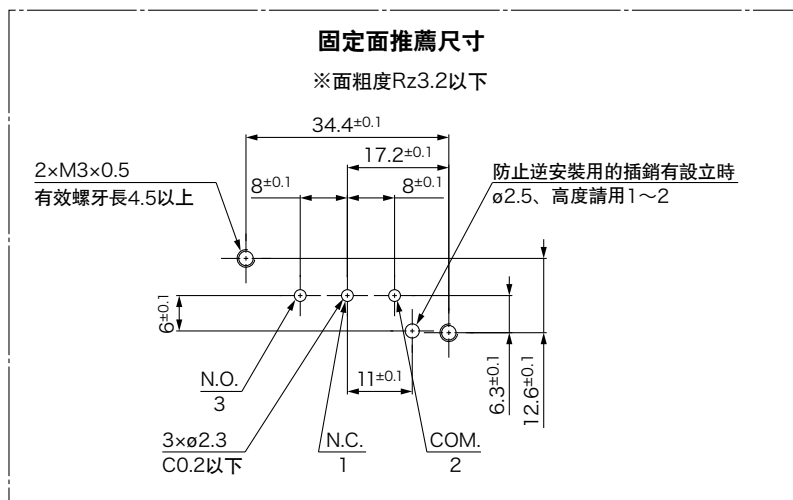 固定面推薦尺寸
※面粗度Rz3.2以下
34.4±0.1
17.2±0.1
2×M3×0.5
有效螺牙長4.5以上
8±0.1
8±0.1
防止逆安裝用的插銷有設立時
ø2.5、高度請用1～2
6±0.1
11±0.1
6.3±0.1
12.6±0.1
N.O.
3
3×ø2.3
C0.2以下
N.C.
1
COM.
2